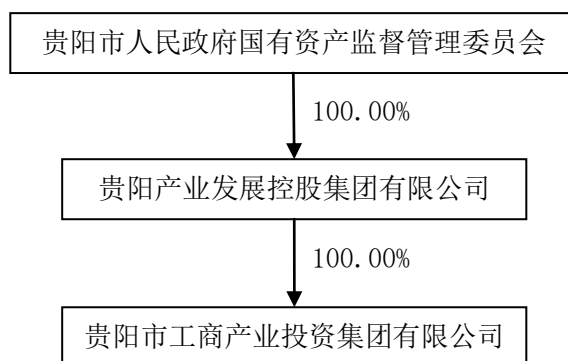 贵阳市人民政府国有资产监督管理委员会
100.00%
贵阳产业发展控股集团有限公司
100.00%
贵阳市工商产业投资集团有限公司